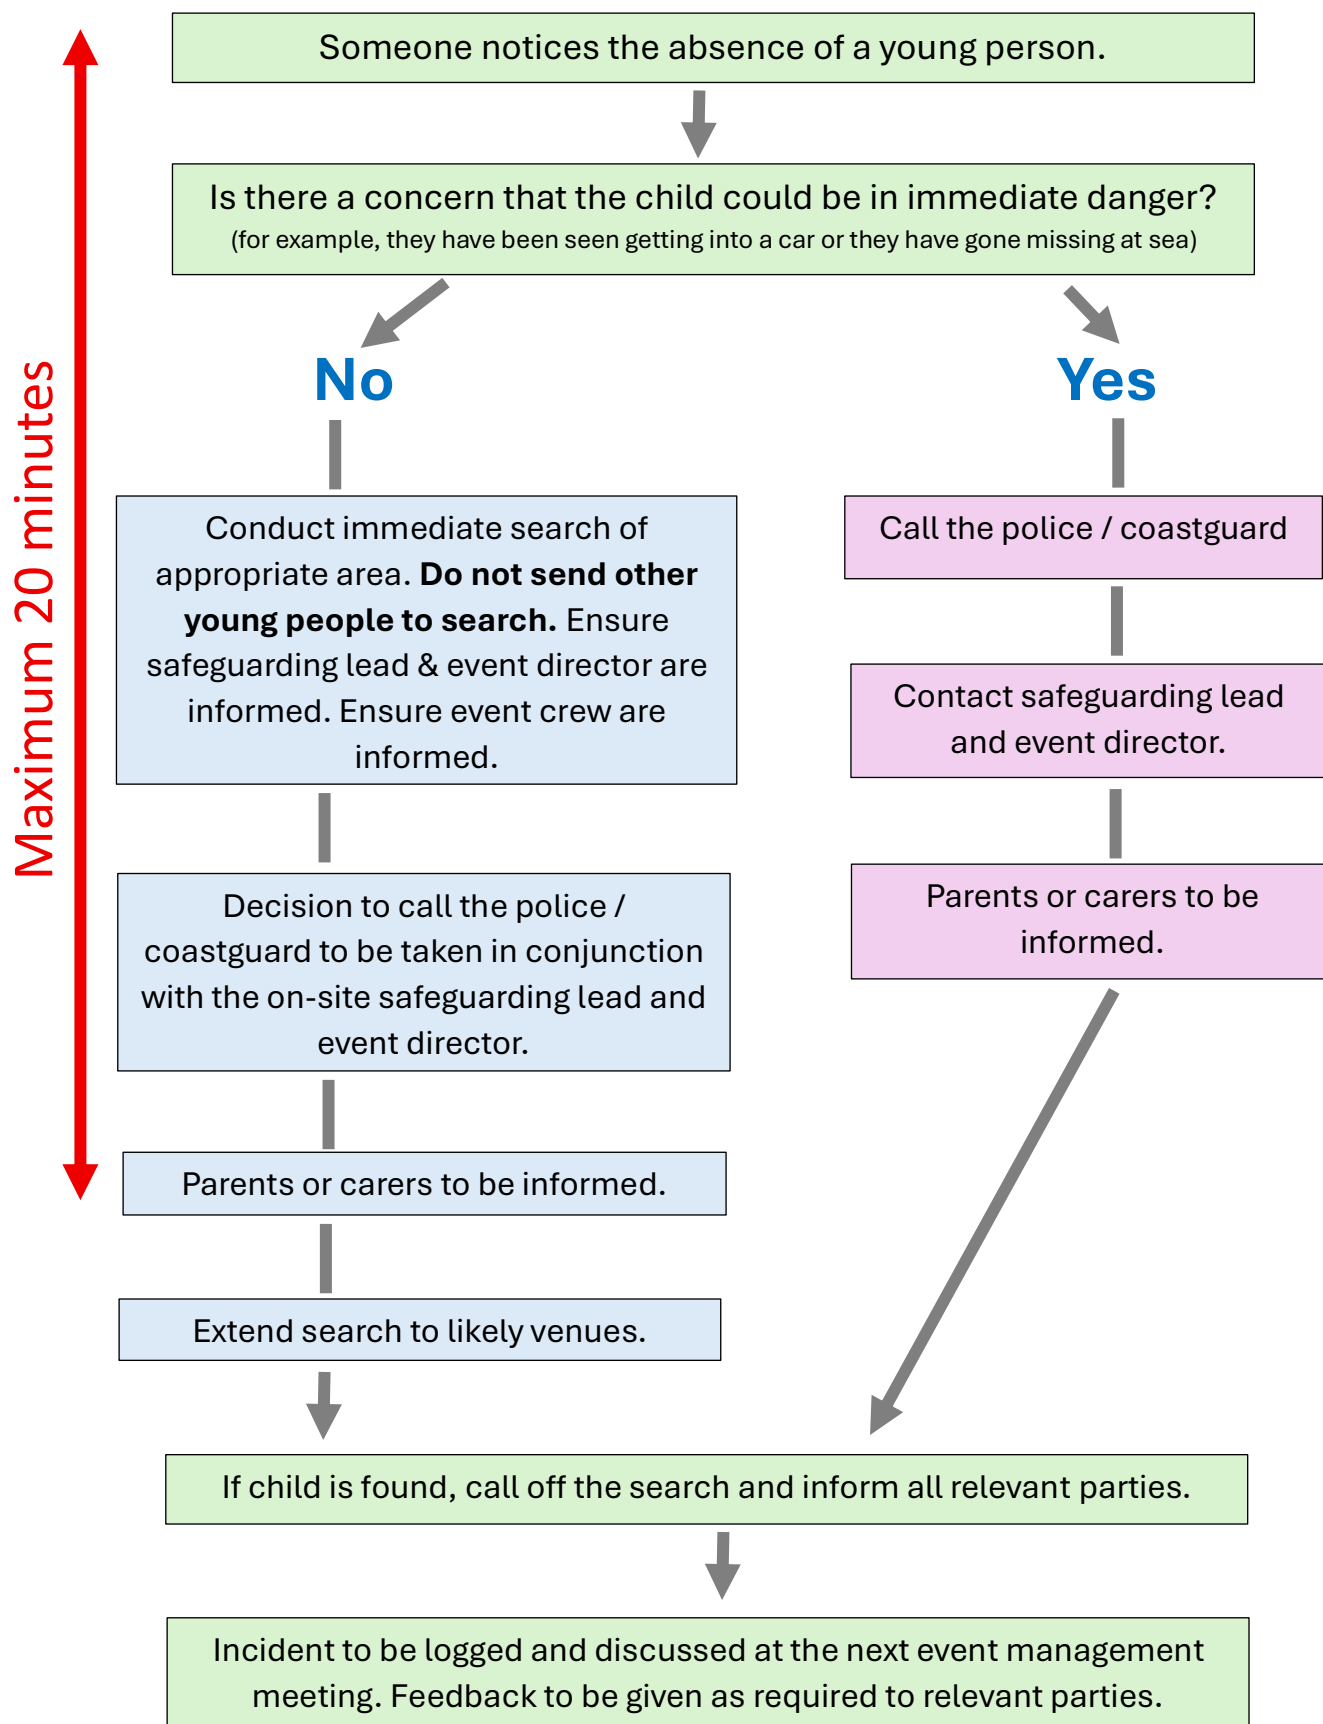 Someone notices the absence of a young person.
Is there a concern that the child could be in immediate danger?
(for example, they have been seen getting into a car or they have gone missing at sea)
Maximum 20 minutes
No
Conduct immediate search of
appropriate area. Do not send other
young people to search. Ensure
safeguarding lead & event director are
informed. Ensure event crew are
informed.
Decision to call the police /
coastguard to be taken in conjunction
with the on-site safeguarding lead and
event director.
Parents or carers to be informed.
Extend search to likely venues.
Yes
Call the police / coastguard
Contact safeguarding lead
and event director.
Parents or carers to be
informed.
If child is found, call off the search and inform all relevant parties.
Incident to be logged and discussed at the next event management
meeting. Feedback to be given as required to relevant parties.